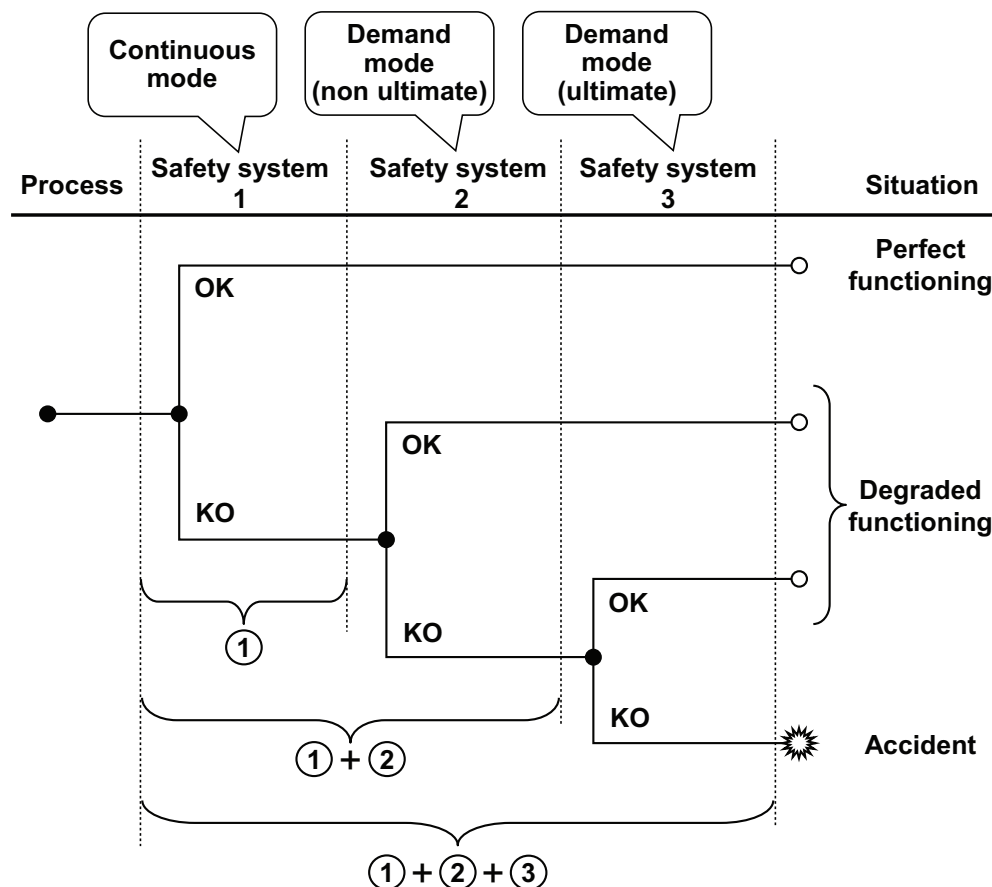 Continuous
mode
Demand
mode
(non ultimate)
Demand
mode
(ultimate)
Process
Safety system
1
Safety system
2
Safety system
3
Situation
OK
Perfect
functioning
OK
KO
Degraded
functioning
OK
KO
1
KO
Accident
1 + 2
1 + 2 + 3